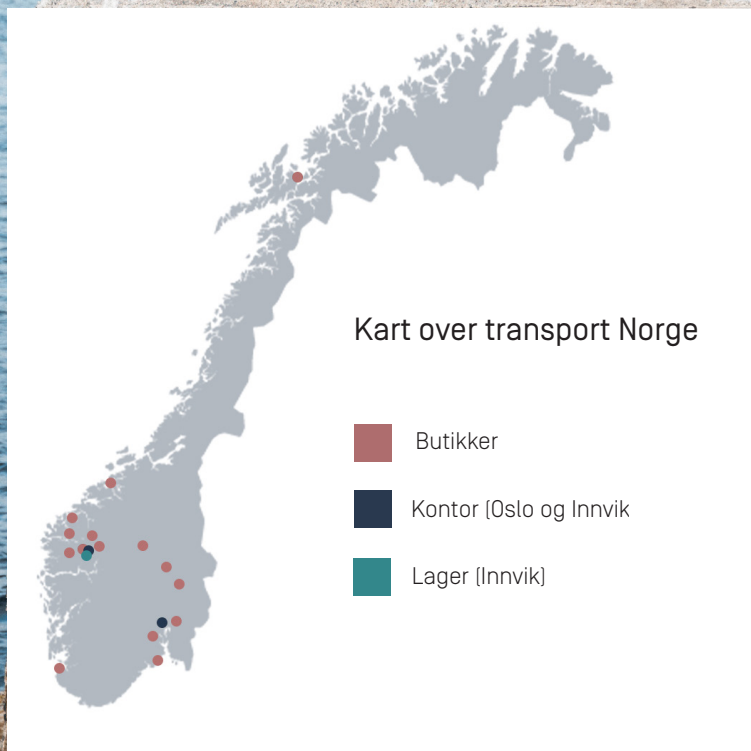 Kart over transport Norge
Butikker
Kontor (Oslo og Innvik
Lager (Innvik)